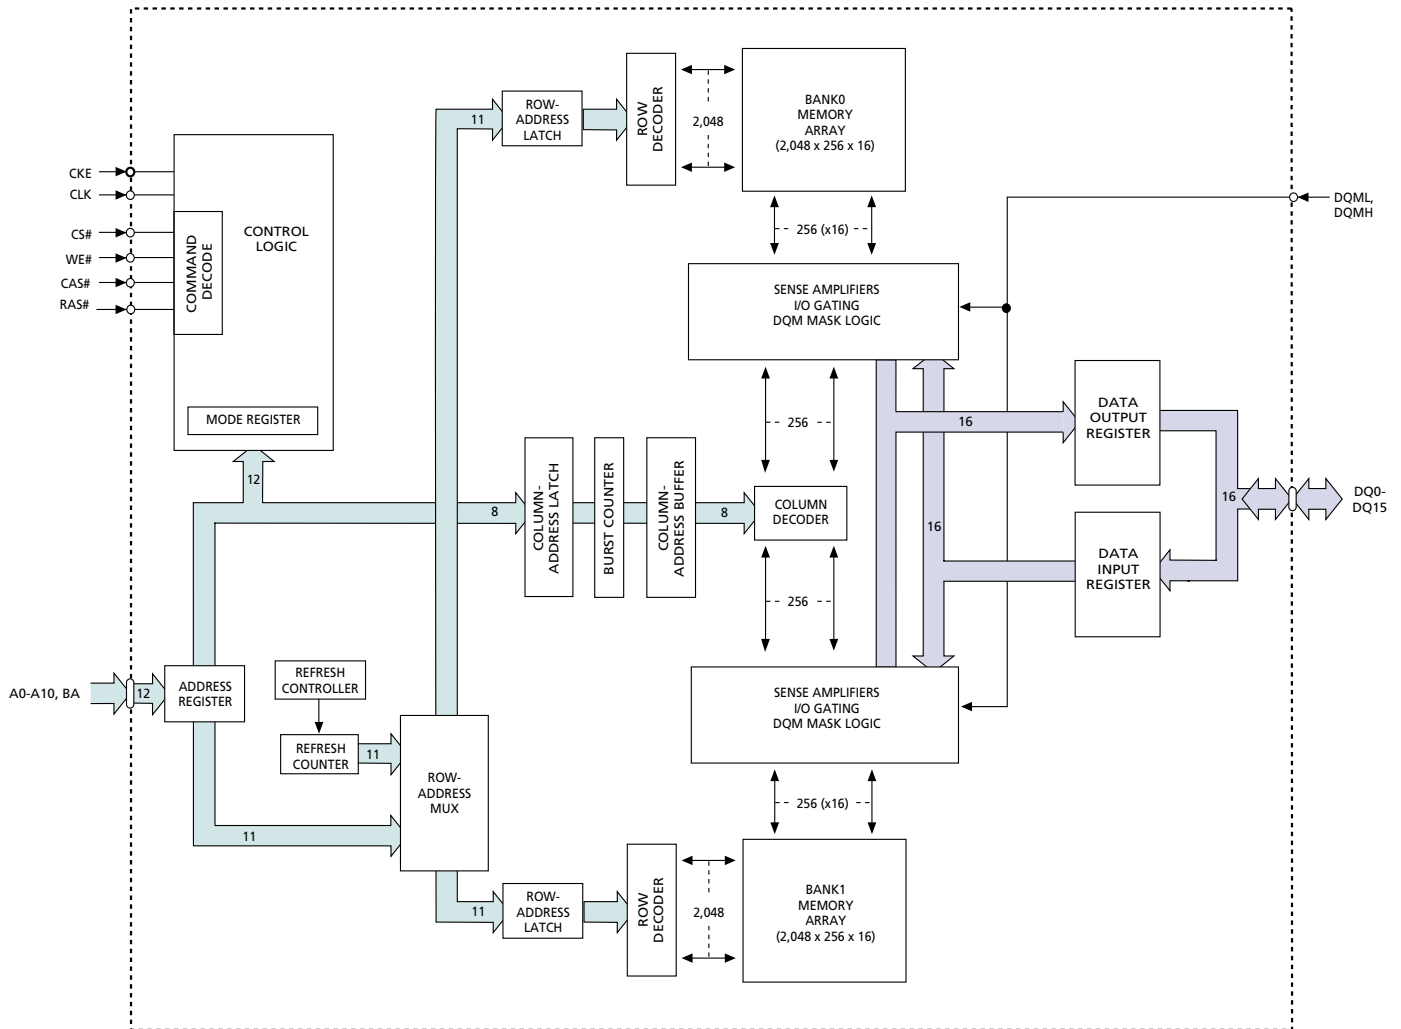 ROW-
ADDRESS
LATCH
11
ROW
DECODER
2,048
BANK0
MEMORY
ARRAY
(2,048 x 256 x 16)
CKE
CLK
CS#
WE#
CAS#
RAS#
CONTROL
LOGIC
COMMAND
DECODE
MODE REGISTER
12
256 (x16)
DQML,
DQMH
SENSE AMPLIFIERS
I/O GATING
DQM MASK LOGIC
256
16
DATA
OUTPUT
REGISTER
8
COLUMN-
ADDRESS LATCH
BURST COUNTER
COLUMN-
ADDRESS BUFFER
8
COLUMN
DECODER
16
16
DQ0-
DQ15
DATA
INPUT
REGISTER
256
A0-A10, BA
12
ADDRESS
REGISTER
REFRESH
CONTROLLER
REFRESH
COUNTER
11
ROW-
ADDRESS
MUX
11
SENSE AMPLIFIERS
I/O GATING
DQM MASK LOGIC
256 (x16)
11
ROW-
ADDRESS
LATCH
ROW
DECODER
2,048
BANK1
MEMORY
ARRAY
(2,048 x 256 x 16)